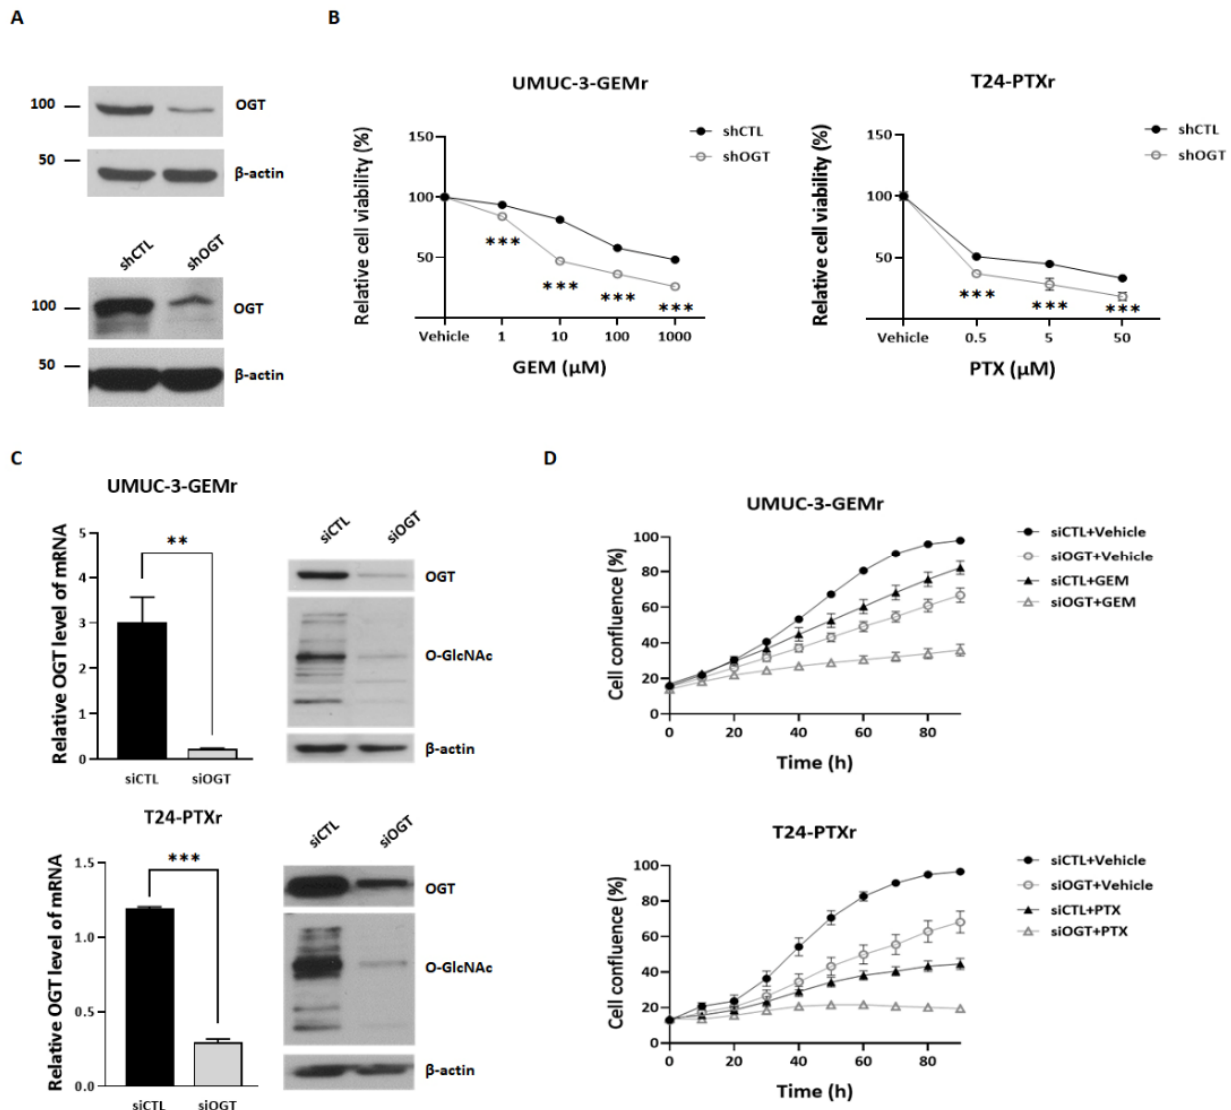 A
B
100
OGT
50
β-actin
shCTL
shOGT
100
OGT
50
β-actin
UMUC-3-GEMr
shCTL
shOGT
Relative cell viability (%)
150
100
50
***
***
***
***
Vehicle
1
10
100
1000
GEM (μM)
T24-PTXr
shCTL
shOGT
Relative cell viability (%)
150
100
50
***
***
***
Vehicle
0.5
5
50
PTX (μM)
C
D
UMUC-3-GEMr
Relative OGT level of mRNA
5
4
3
2
1
0
**
siCTL
siOGT
siCTL
siOGT
OGT
O-GlcNAc
β-actin
T24-PTXr
Relative OGT level of mRNA
1.5
1.0
0.5
0.0
***
siCTL
siOGT
siCTL
siOGT
OGT
O-GlcNAc
β-actin
UMUC-3-GEMr
Cell confluence (%)
100
80
60
40
20
0
0
20
40
60
80
Time (h)
siCTL+Vehicle
siOGT+Vehicle
siCTL+GEM
siOGT+GEM
T24-PTXr
Cell confluence (%)
100
80
60
40
20
0
0
20
40
60
80
Time (h)
siCTL+Vehicle
siOGT+Vehicle
siCTL+PTX
siOGT+PTX